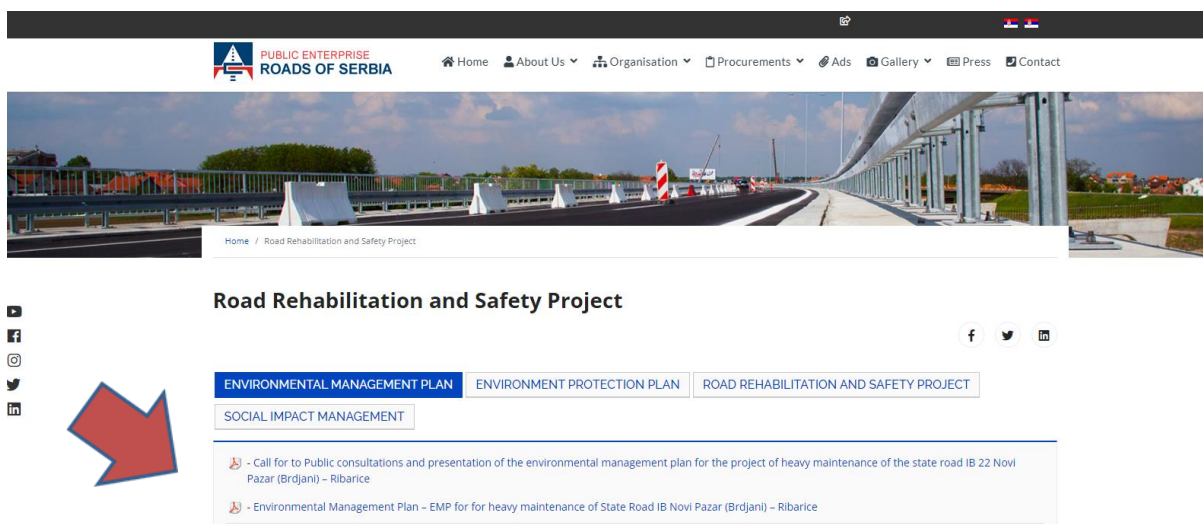 PUBLIC ENTERPRISE
ROADS OF SERBIA
Home About Us Organisation Procurements Ads Gallery Press Contact
Home / Road Rehabilitation and Safety Project
Road Rehabilitation and Safety Project
ENVIRONMENTAL MANAGEMENT PLAN ENVIRONMENT PROTECTION PLAN ROAD REHABILITATION AND SAFETY PROJECT
SOCIAL IMPACT MANAGEMENT
- Call for to Public consultations and presentation of the environmental management plan for the project of heavy maintenance of the state road IB 22 Novi
Pazar (Brdjani) – Ribarice
- Environmental Management Plan – EMP for for heavy maintenance of State Road IB Novi Pazar (Brdjani) – Ribarice